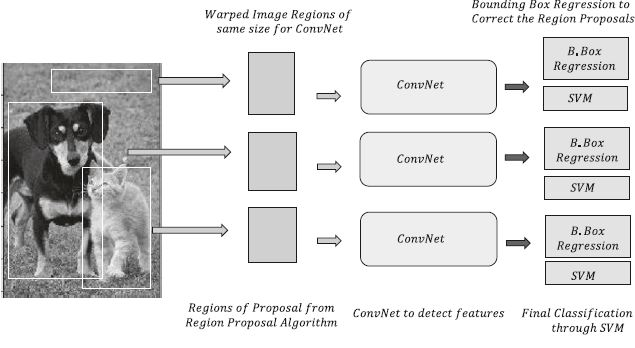 Bounding Box Regression to
Correct the Region Proposals
Warped Image Regions of
same size for ConvNet
B.Box
Regression
ConvNet
SVM
B.Box
Regression
ConvNet
SVM
B.Box
Regression
ConvNet
SVM
Regions of Proposal from
Region Proposal Algorithm
ConvNet to detect features
Final Classification
through SVM